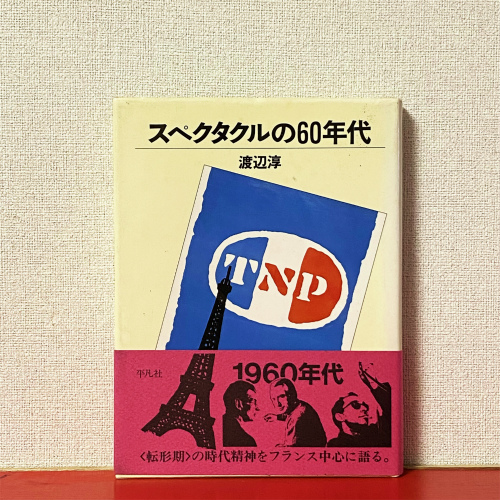 スペクタクルの60年代
渡辺淳
TNP
平凡社
1960年代
〈転形期〉の時代精神をフランス中心に語る。